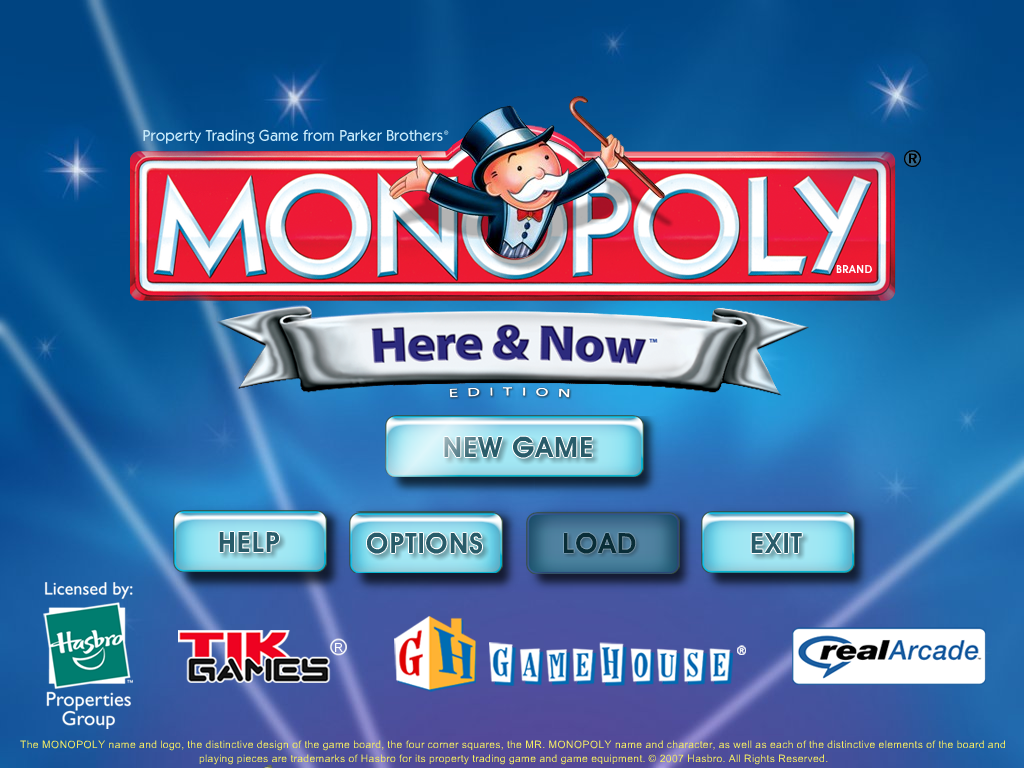 Property Trading Game from Parker Brothers®
®
MONOPOLY
BRAND
Here & Now™
EDITION
NEW GAME
HELP OPTIONS LOAD EXIT
Licensed by:
Hasbro™
Properties
Group
TIK
GAMES®
GH GAMEHOUSE®
realArcade™
The MONOPOLY name and logo, the distinctive design of the game board, the four corner squares, the MR. MONOPOLY name and character, as well as each of the distinctive elements of the board and
playing pieces are trademarks of Hasbro for its property trading game and game equipment. © 2007 Hasbro. All Rights Reserved.